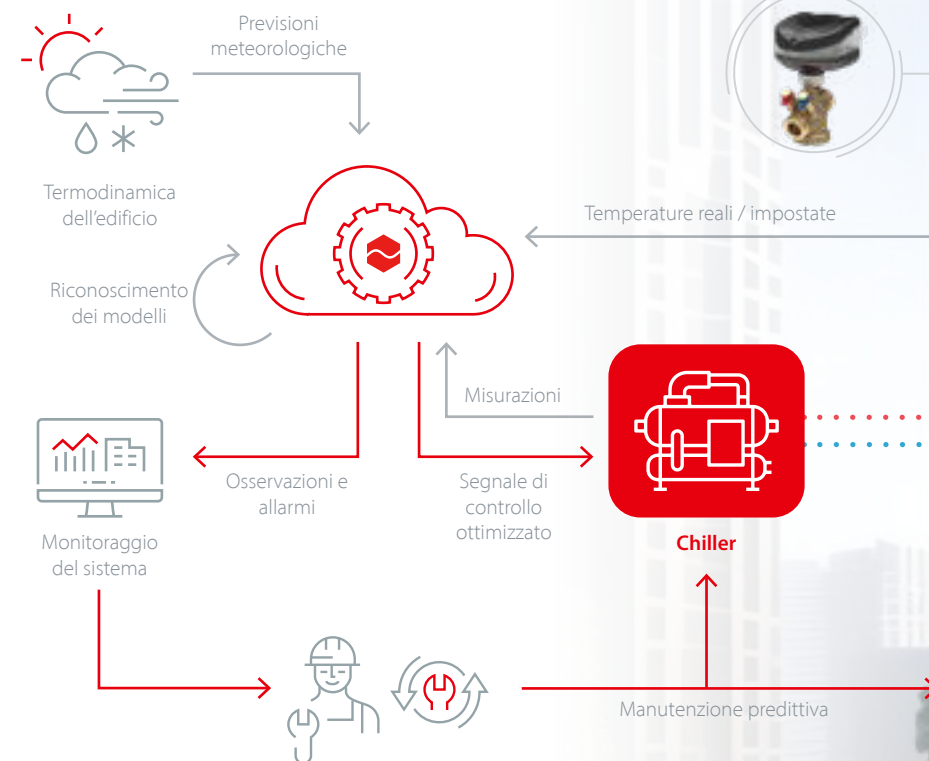 Previsioni
meteorologiche
Termodinamica
dell'edificio
Temperature reali / impostate
Riconoscimento
dei modelli
Misurazioni
Osservazioni e
allarmi
Segnale di
controllo
ottimizzato
Chiller
Monitoraggio
del sistema
Manutenzione predittiva